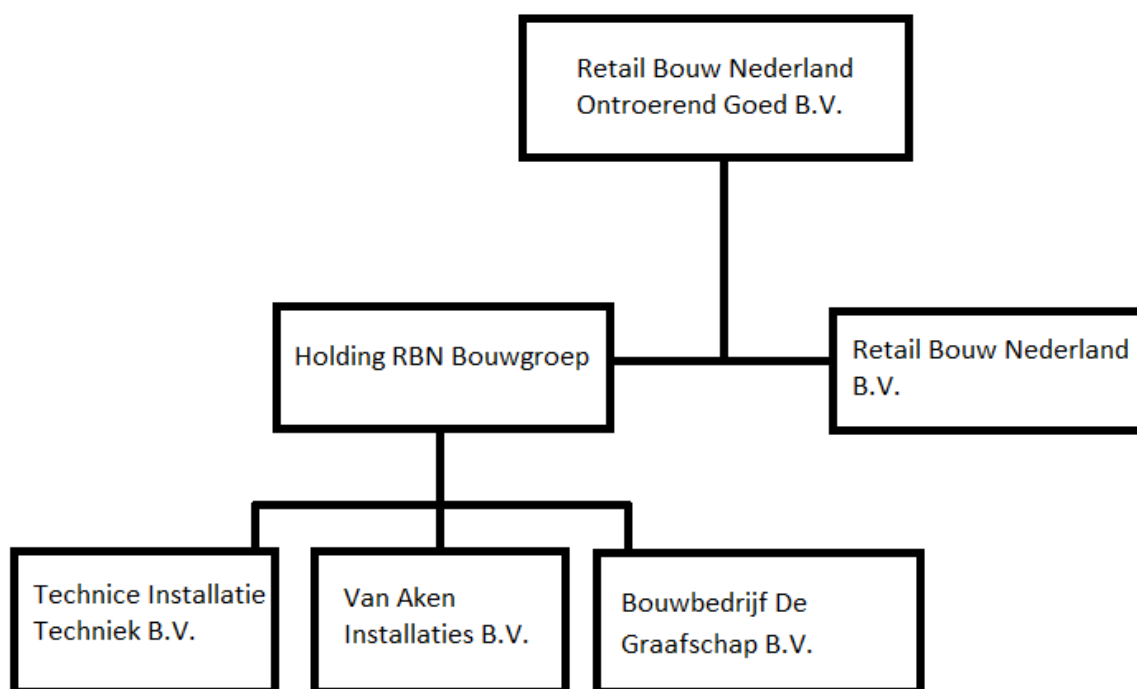 Retail Bouw Nederland
Ontroerend Goed B.V.
Holding RBN Bouwgroep
Retail Bouw Nederland
B.V.
Technice Installatie
Techniek B.V.
Van Aken
Installaties B.V.
Bouwbedrijf De
Graafschap B.V.